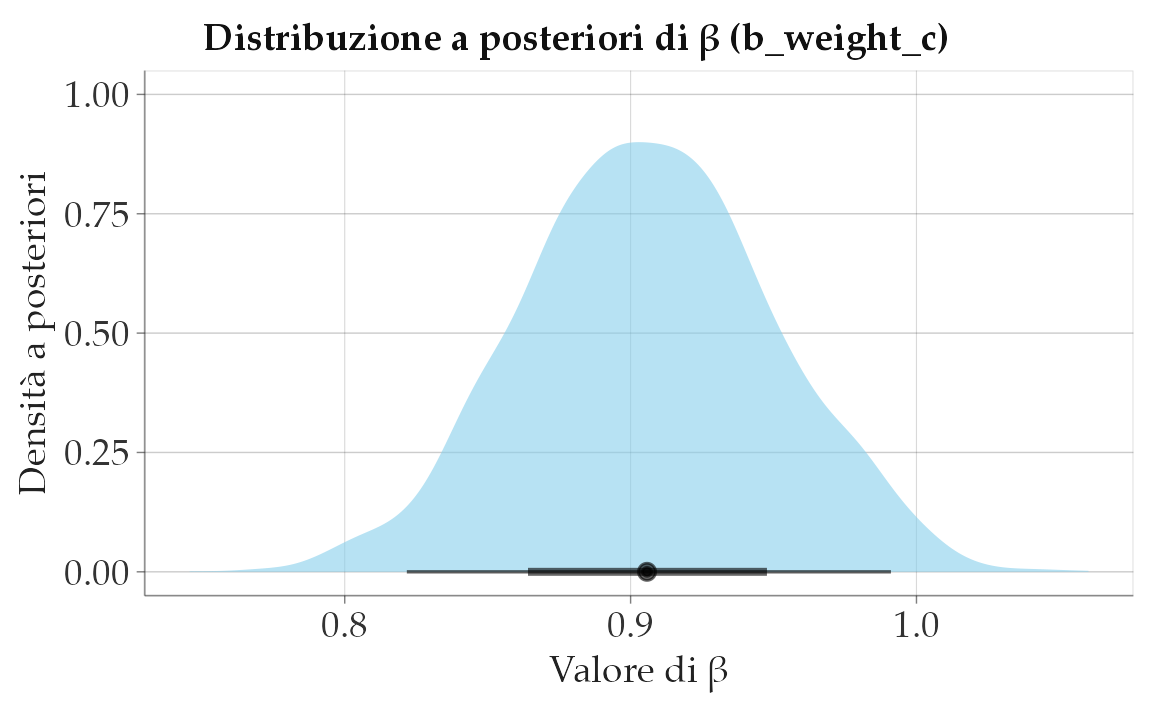 Distribuzione a posteriori di β (b_weight_c)
Densità a posteriori
1.00
0.75
0.50
0.25
0.00
0.8
0.9
1.0
Valore di β